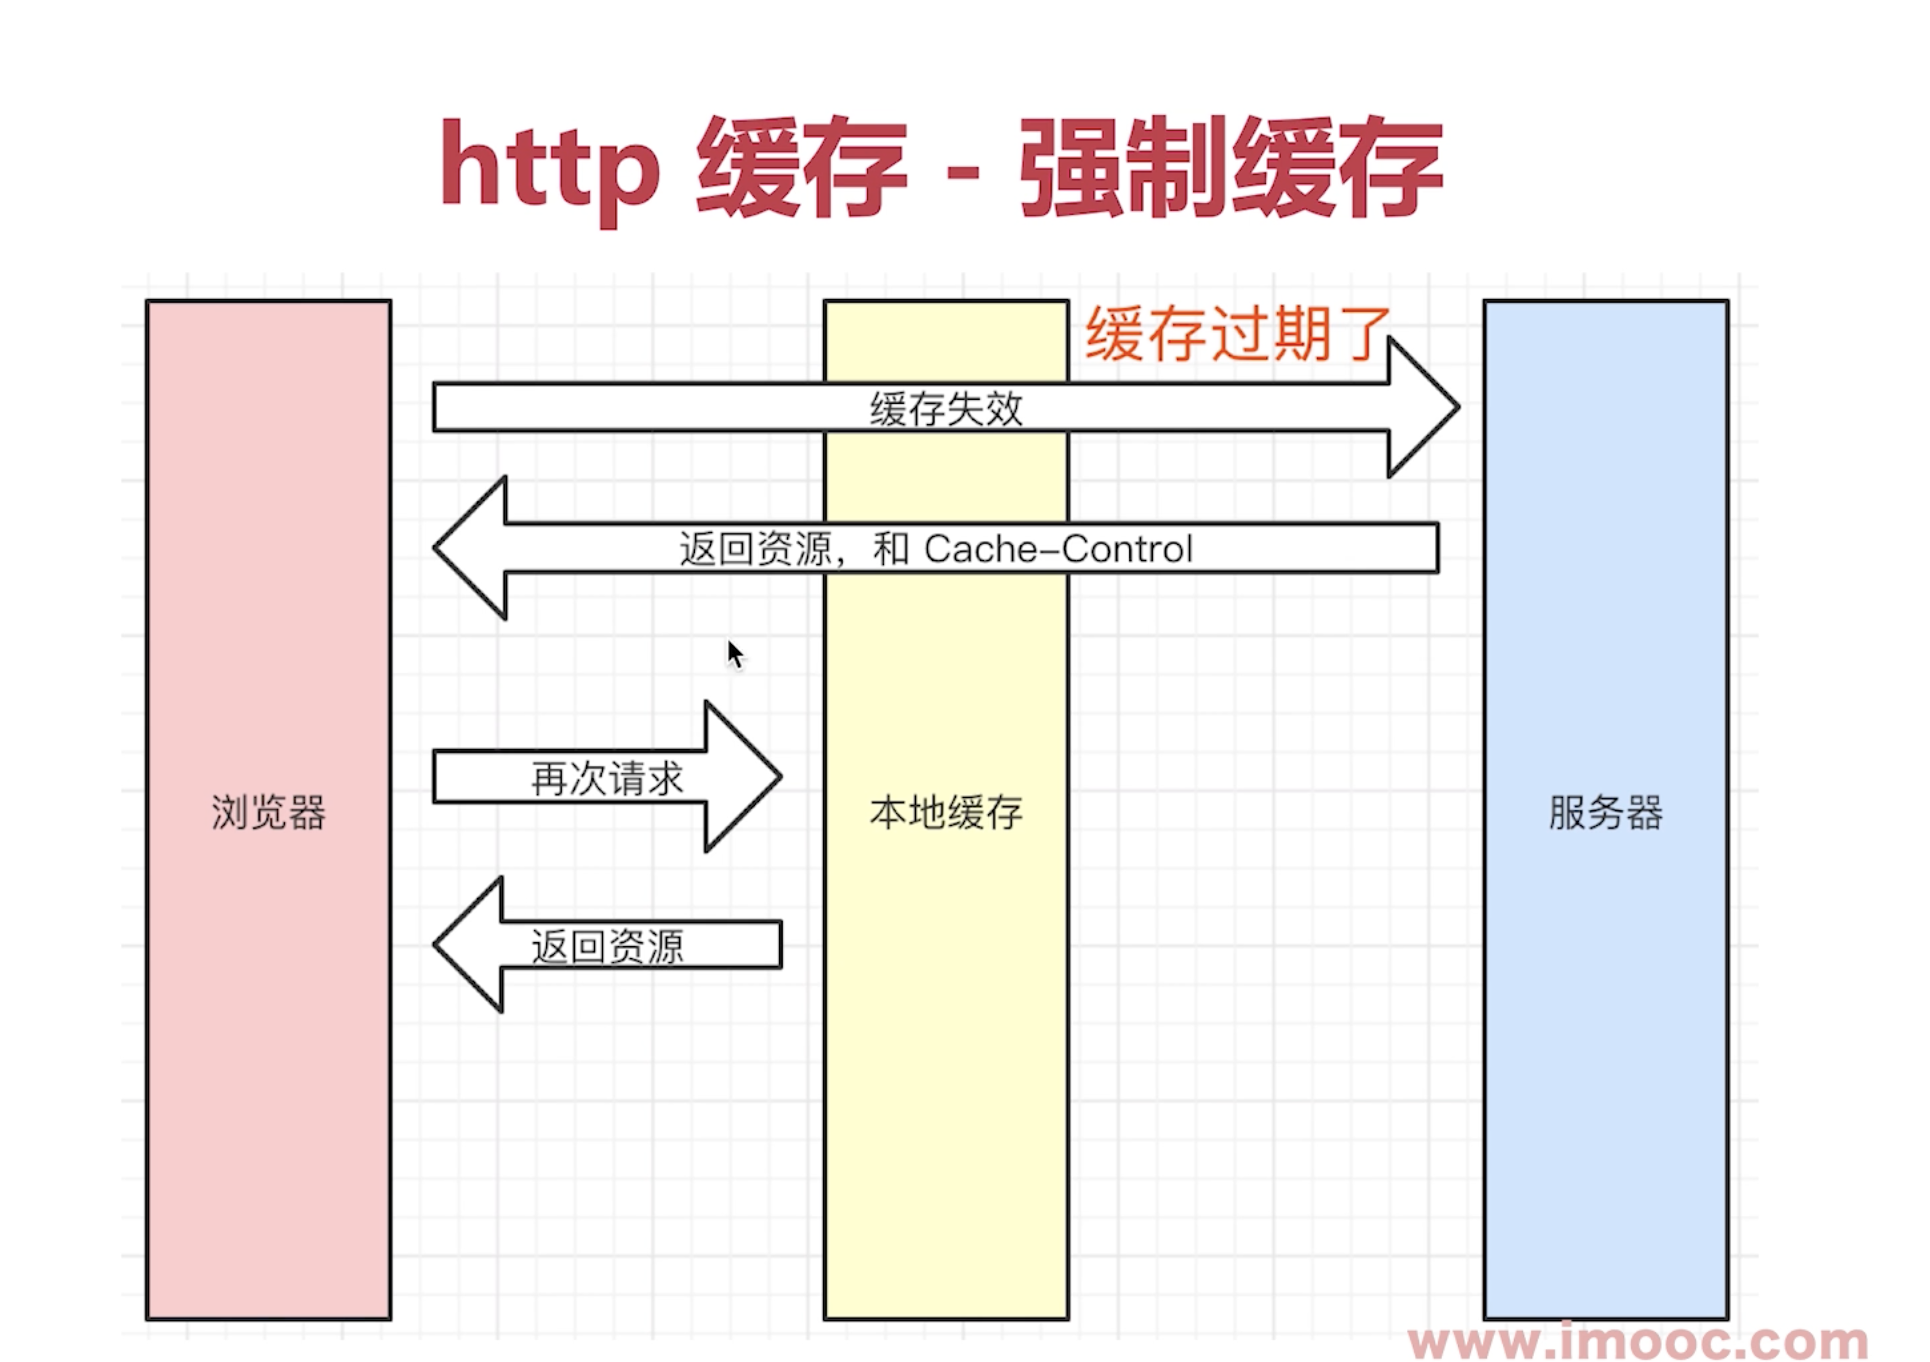 http 缓存 - 强制缓存
缓存过期了
缓存失效
返回资源，和 Cache-Control
再次请求
浏览器
本地缓存
服务器
返回资源
www.imooc.com